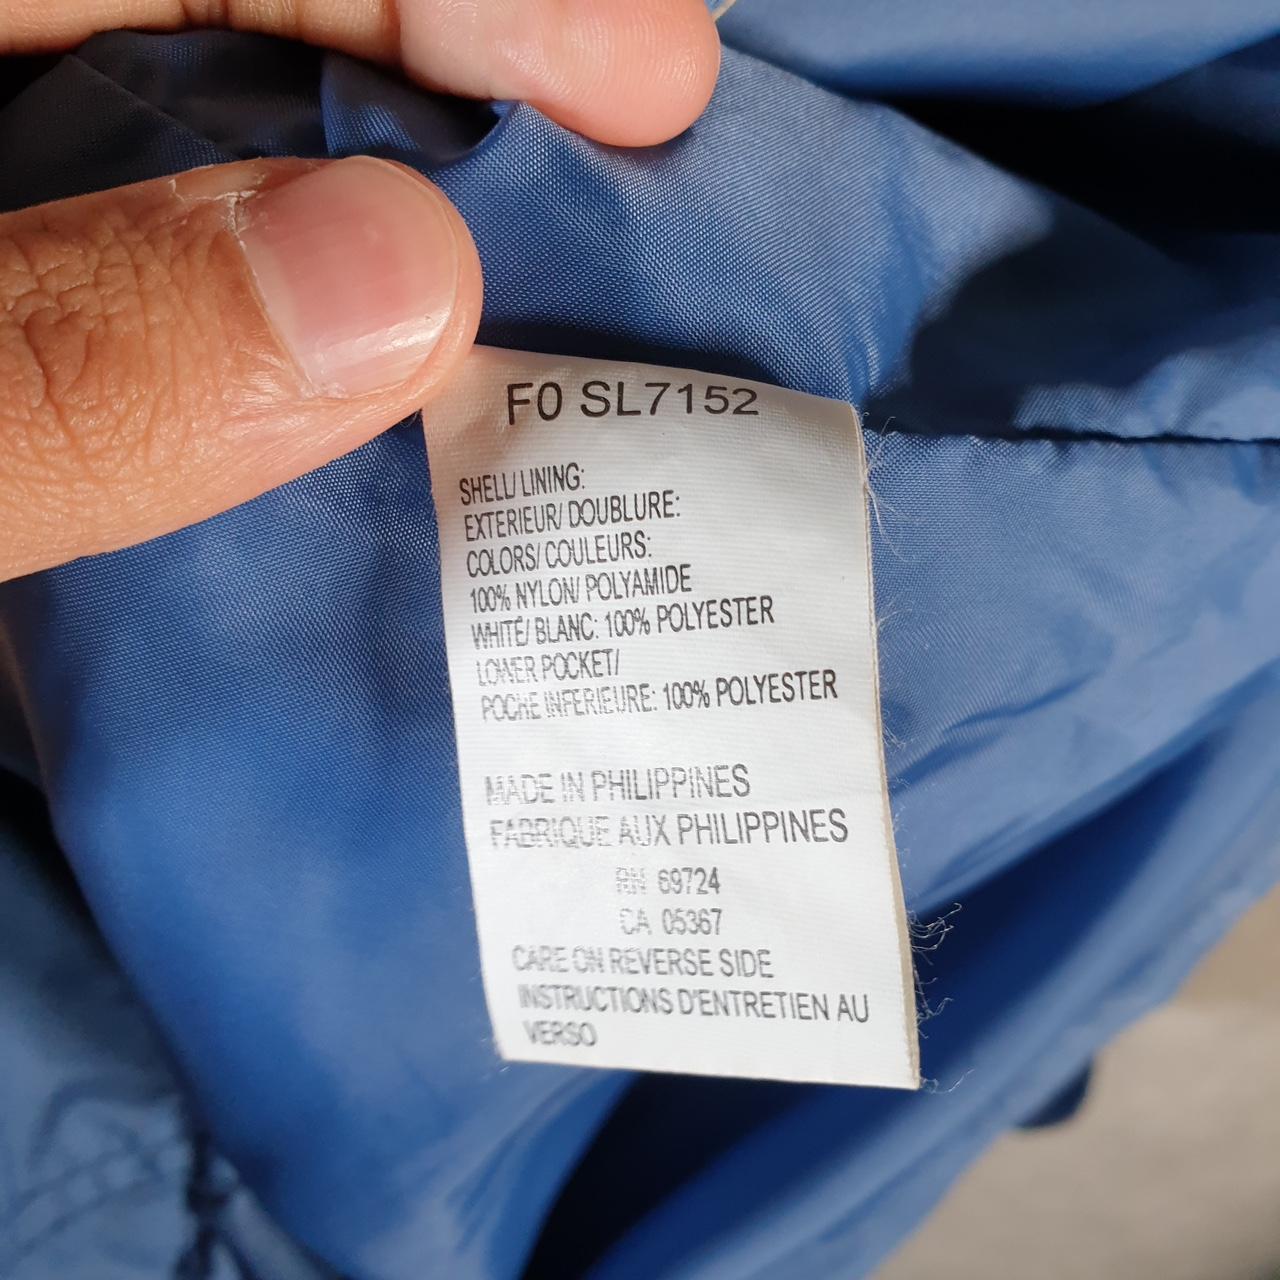 F0 SL7152
SHELL/ LINING:
EXTERIEUR/ DOUBLURE:
COLORS/ COULEURS:
100% NYLON/ POLYAMIDE
WHITE/ BLANC: 100% POLYESTER
LOWER POCKET/
POCHE INFERIEURE: 100% POLYESTER
MADE IN PHILIPPINES
FABRIQUE AUX PHILIPPINES
RN 69724
CA 05367
CARE ON REVERSE SIDE
INSTRUCTIONS D'ENTRETIEN AU
VERSO